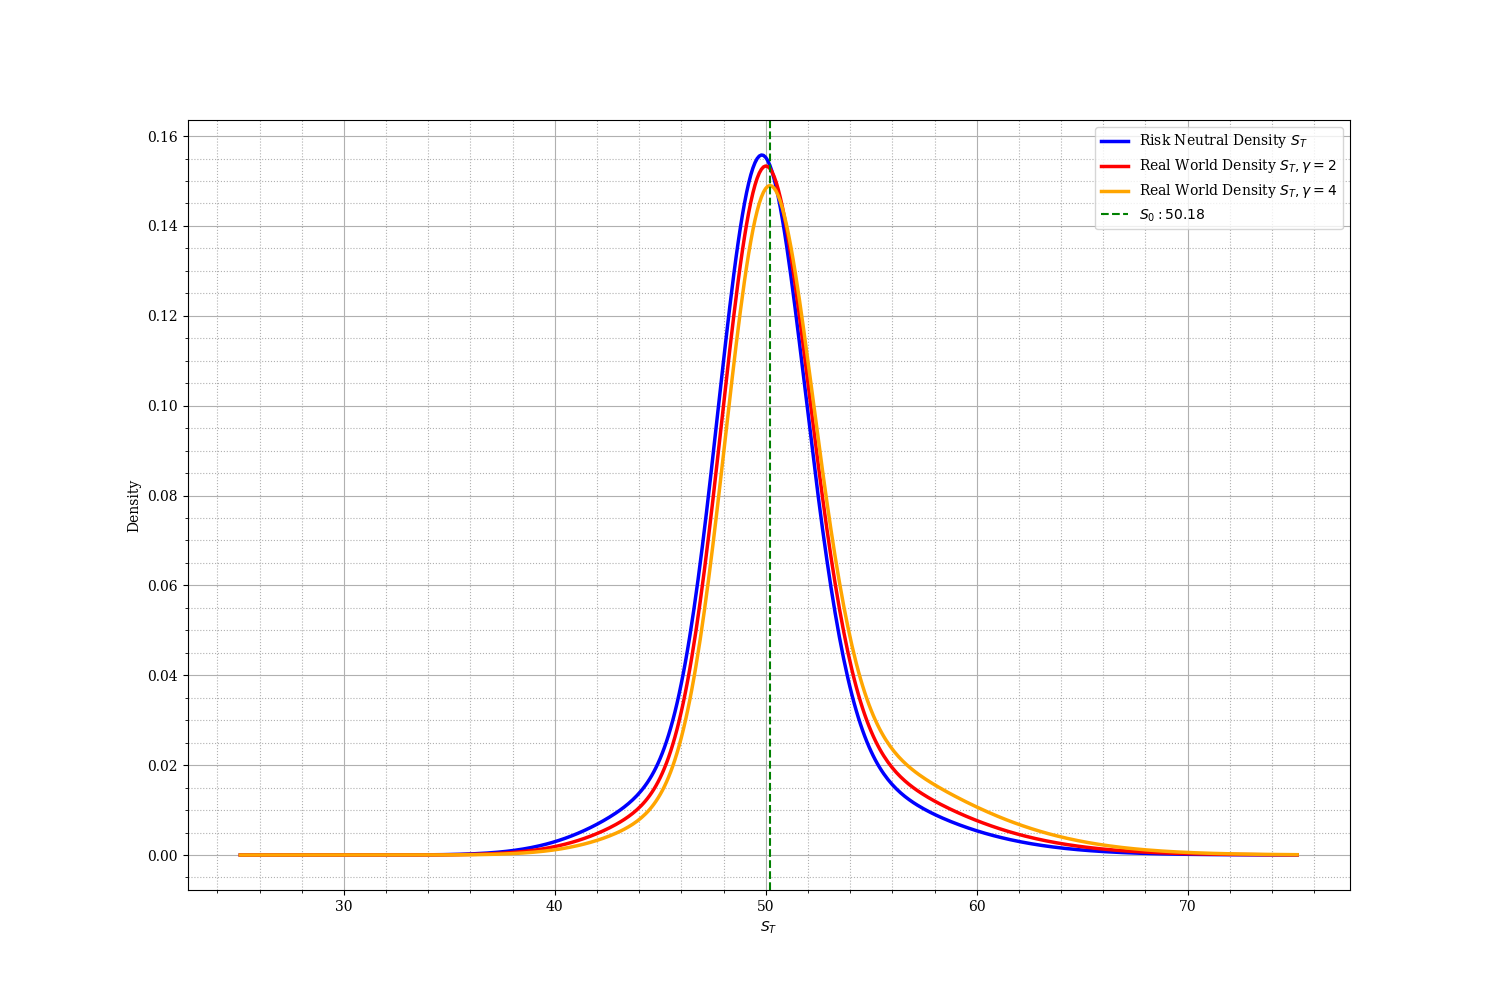 0.16
0.14
0.12
0.10
0.08
0.06
0.04
0.02
0.00
Density
30 40 50 60 70
$S_T$
Risk Neutral Density $S_T$
Real World Density $S_T, \gamma = 2$
Real World Density $S_T, \gamma = 4$
$S_0 : 50.18$